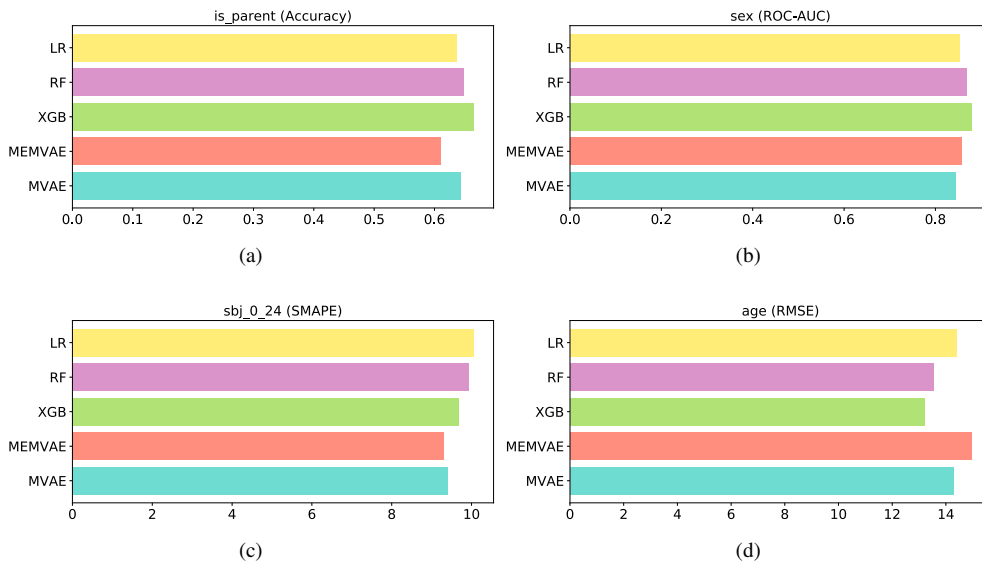 is_parent (Accuracy)
LR
RF
XGB
MEMVAE
MVAE
0.0 0.1 0.2 0.3 0.4 0.5 0.6
(a)
sex (ROC-AUC)
LR
RF
XGB
MEMVAE
MVAE
0.0 0.2 0.4 0.6 0.8
(b)
sbj_0_24 (SMAPE)
LR
RF
XGB
MEMVAE
MVAE
0 2 4 6 8 10
(c)
age (RMSE)
LR
RF
XGB
MEMVAE
MVAE
0 2 4 6 8 10 12 14
(d)